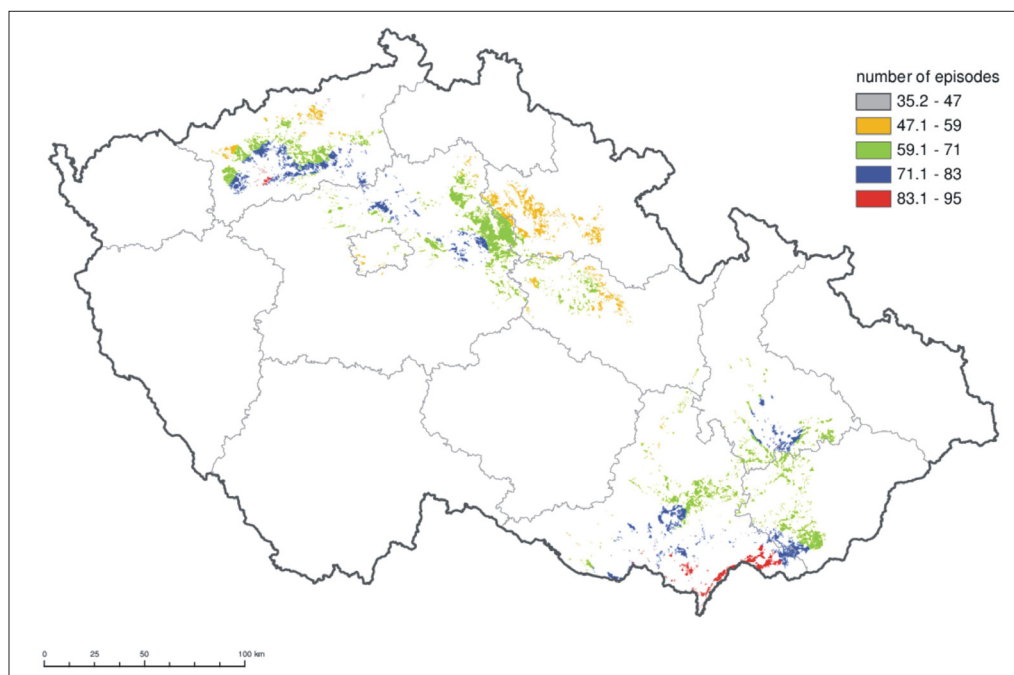 number of episodes
35.2 - 47
47.1 - 59
59.1 - 71
71.1 - 83
83.1 - 95
0 25 50 100 km